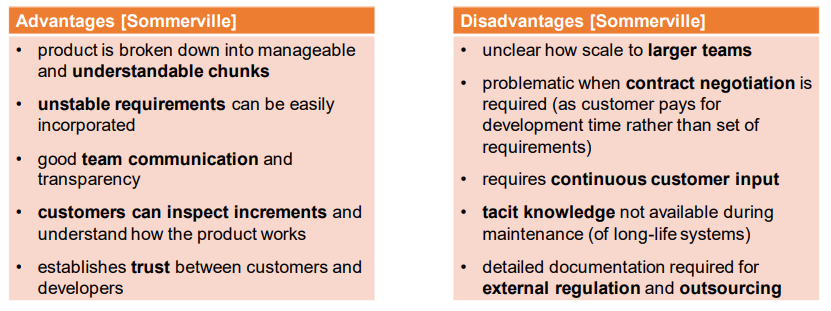 Advantages [Sommerville]
• product is broken down into manageable
and understandable chunks
• unstable requirements can be easily
incorporated
• good team communication and
transparency
• customers can inspect increments and
understand how the product works
• establishes trust between customers and
developers
Disadvantages [Sommerville]
• unclear how scale to larger teams
• problematic when contract negotiation is
required (as customer pays for
development time rather than set of
requirements)
• requires continuous customer input
• tacit knowledge not available during
maintenance (of long-life systems)
• detailed documentation required for
external regulation and outsourcing